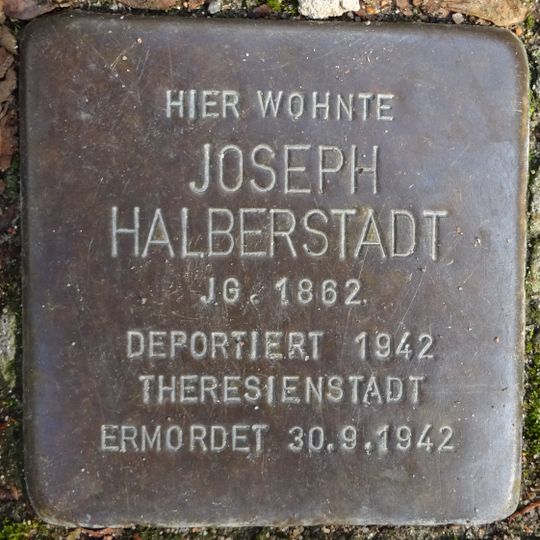 HIER WOHNTE
JOSEPH
HALBERSTADT
JG. 1862
DEPORTIERT 1942
THERESIENSTADT
ERMORDET 30.9.1942